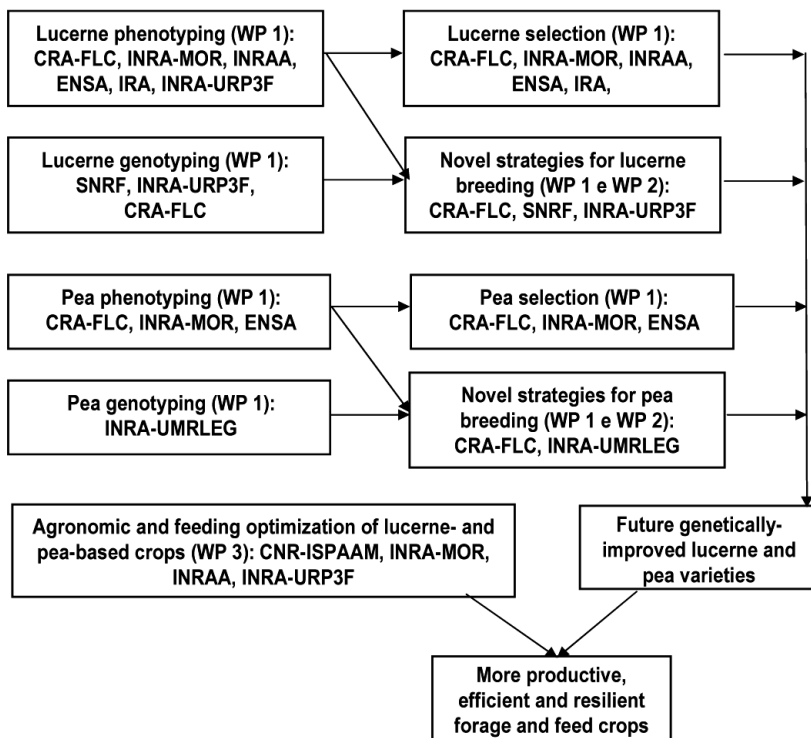 Lucerne phenotyping (WP 1):
CRA-FLC, INRA-MOR, INRAA,
ENSA, IRA, INRA-URP3F
Lucerne selection (WP 1):
CRA-FLC, INRA-MOR, INRAA,
ENSA, IRA,
Lucerne genotyping (WP 1):
SNRF, INRA-URP3F,
CRA-FLC
Novel strategies for lucerne
breeding (WP 1 e WP 2):
CRA-FLC, SNRF, INRA-URP3F
Pea phenotyping (WP 1):
CRA-FLC, INRA-MOR, ENSA
Pea selection (WP 1):
CRA-FLC, INRA-MOR, ENSA
Pea genotyping (WP 1):
INRA-UMRLEG
Novel strategies for pea
breeding (WP 1 e WP 2):
CRA-FLC, INRA-UMRLEG
Agronomic and feeding optimization of lucerne- and
pea-based crops (WP 3): CNR-ISPAAM, INRA-MOR,
INRAA, INRA-URP3F
Future genetically-
improved lucerne and
pea varieties
More productive,
efficient and resilient
forage and feed crops